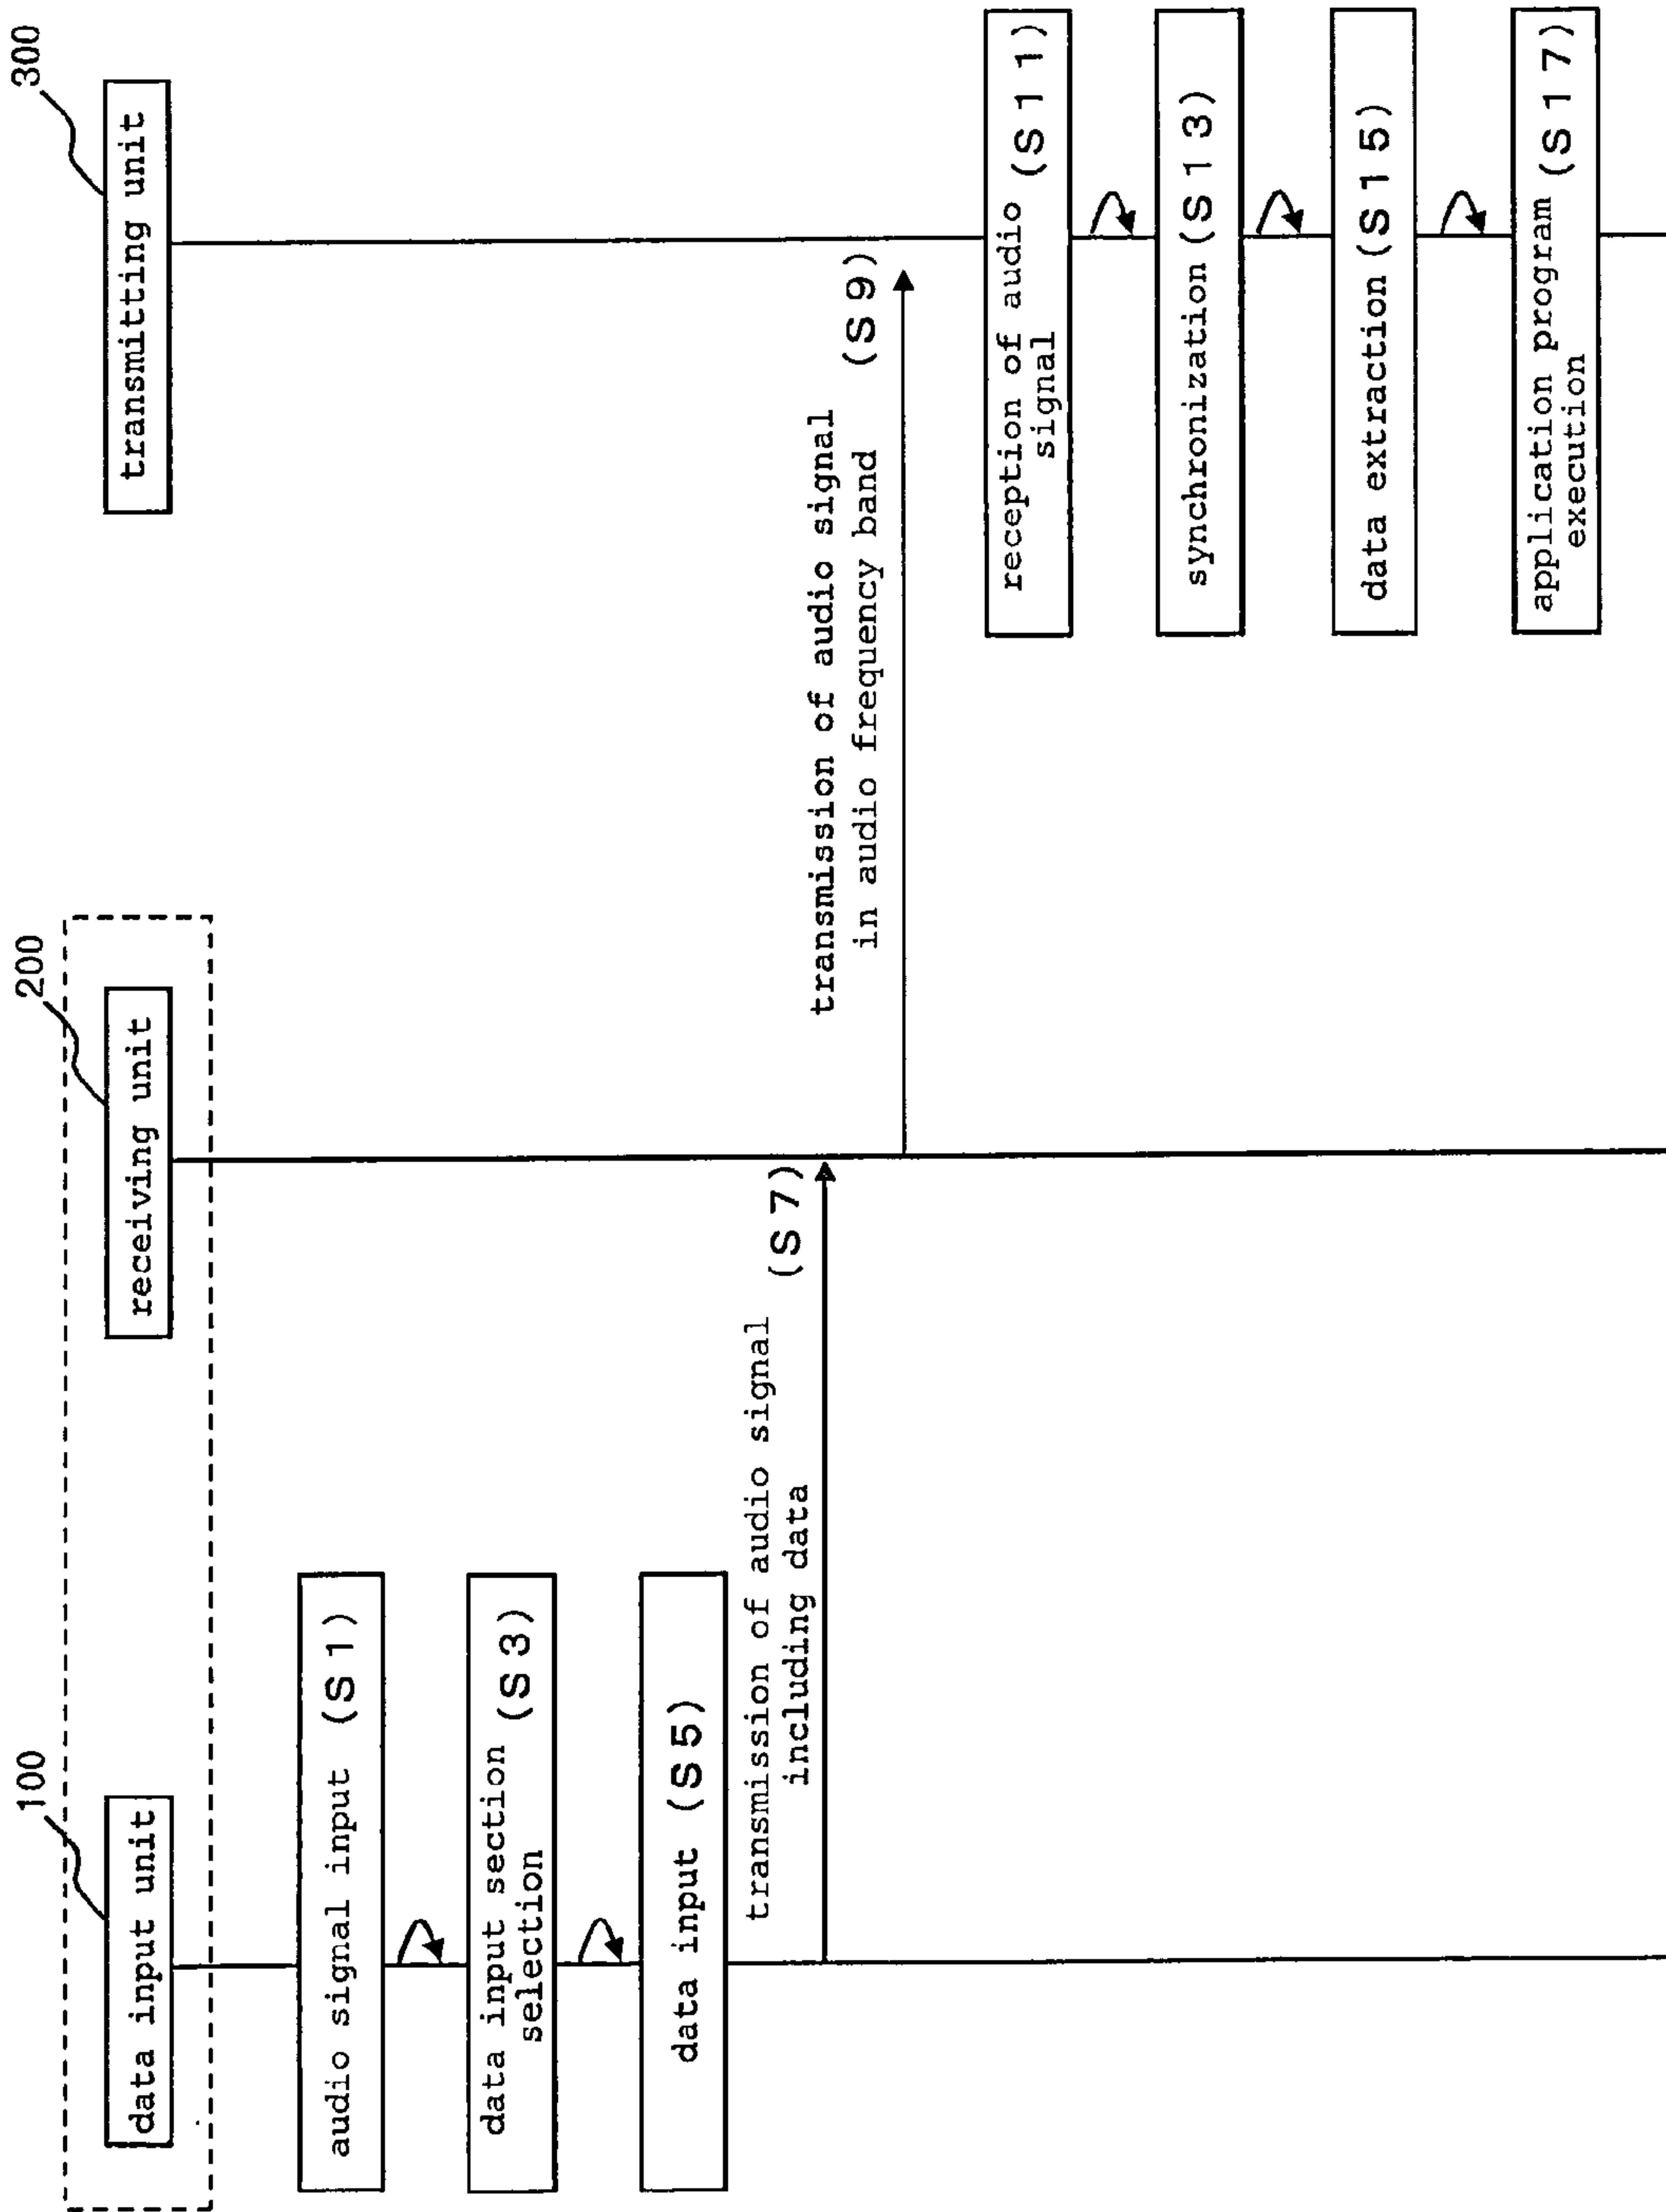 100
200
300
data input unit
receiving unit
transmitting unit
audio signal input (S1)
data input section (S3)
selection
data input (S5)
transmission of audio signal
including data
(S7)
transmission of audio signal
in audio frequency band
(S9)
reception of audio (S11)
signal
synchronization (S13)
data extraction (S15)
application program (S17)
execution